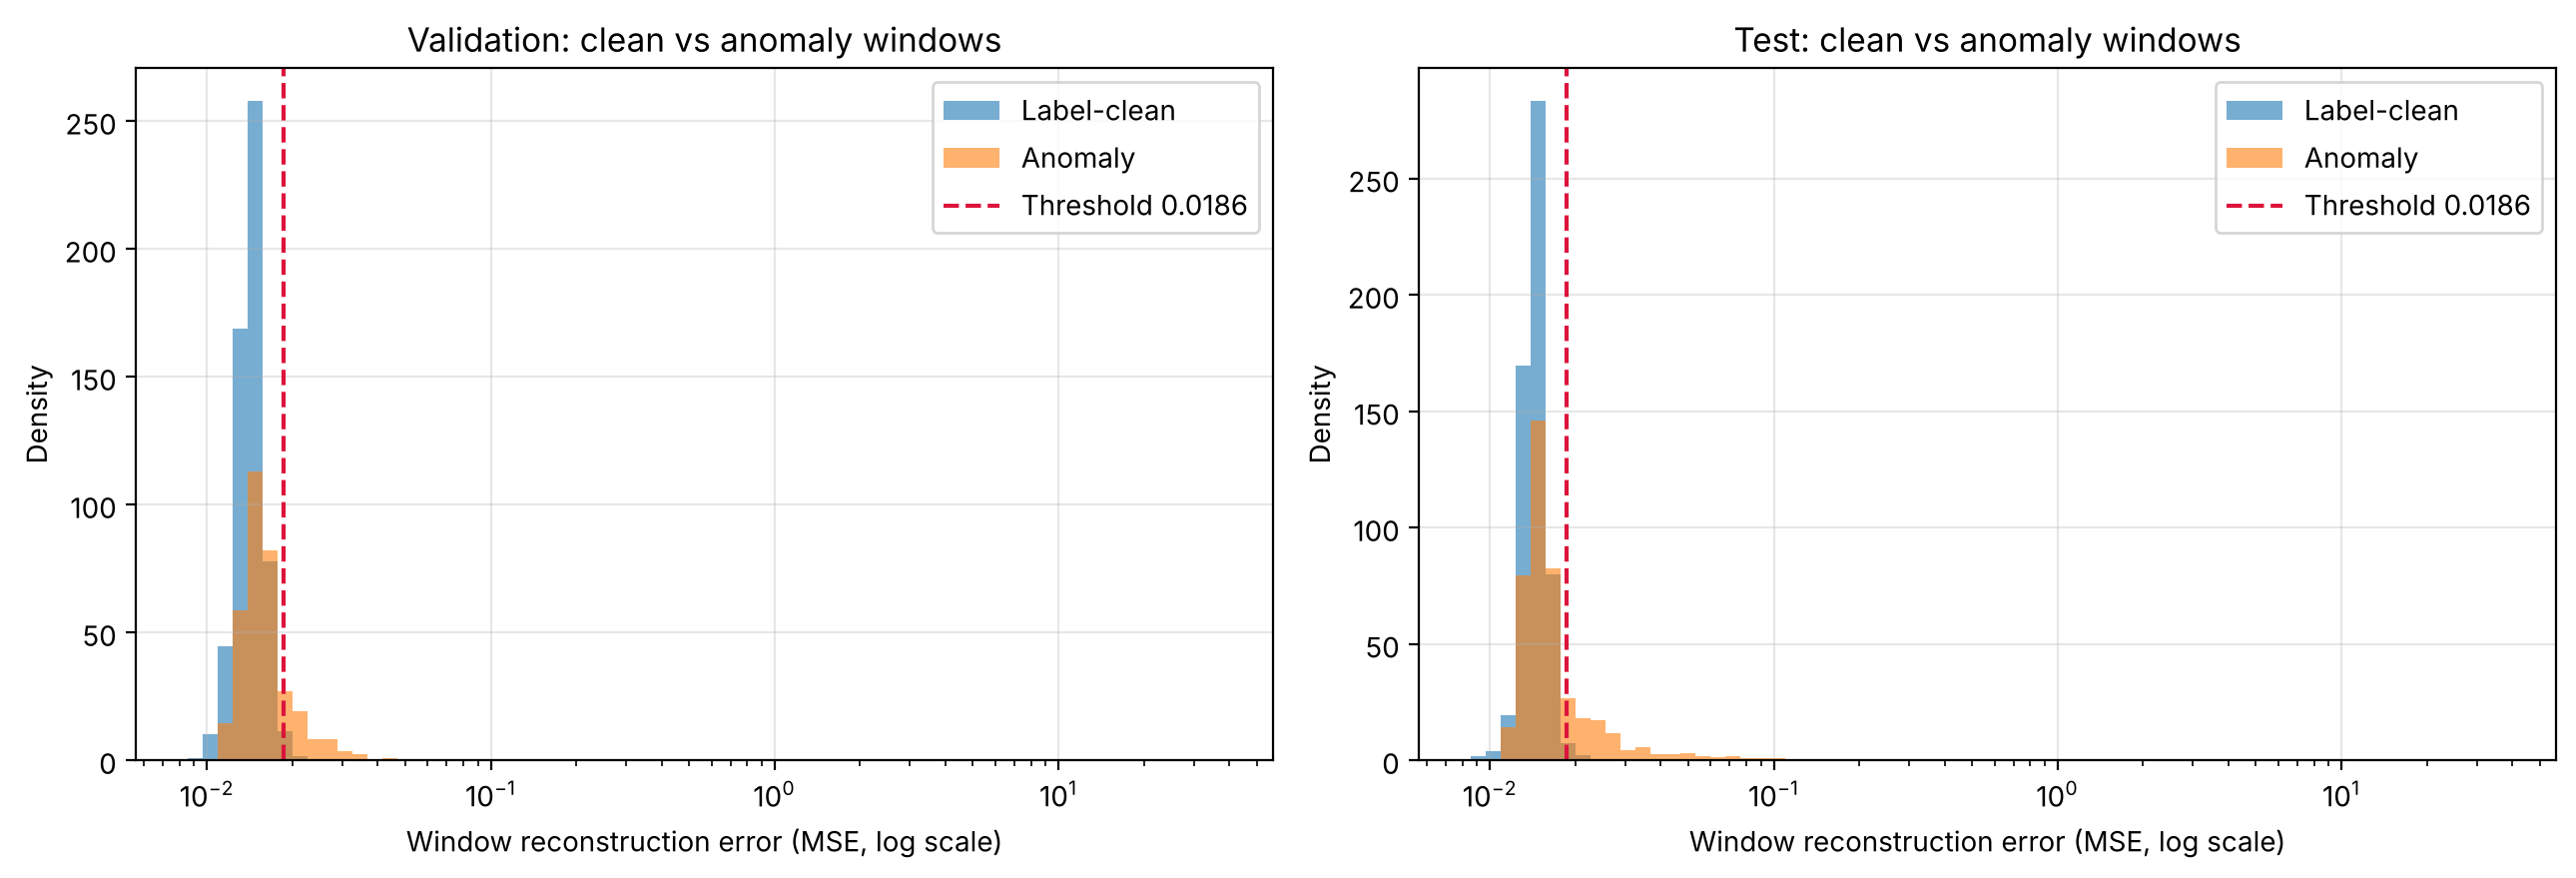 Validation: clean vs anomaly windows
Label-clean
Anomaly
Threshold 0.0186
250
200
150
100
50
0
Density
10⁻²
10⁻¹
10⁰
10¹
Window reconstruction error (MSE, log scale)
Test: clean vs anomaly windows
Label-clean
Anomaly
Threshold 0.0186
250
200
150
100
50
0
Density
10⁻²
10⁻¹
10⁰
10¹
Window reconstruction error (MSE, log scale)